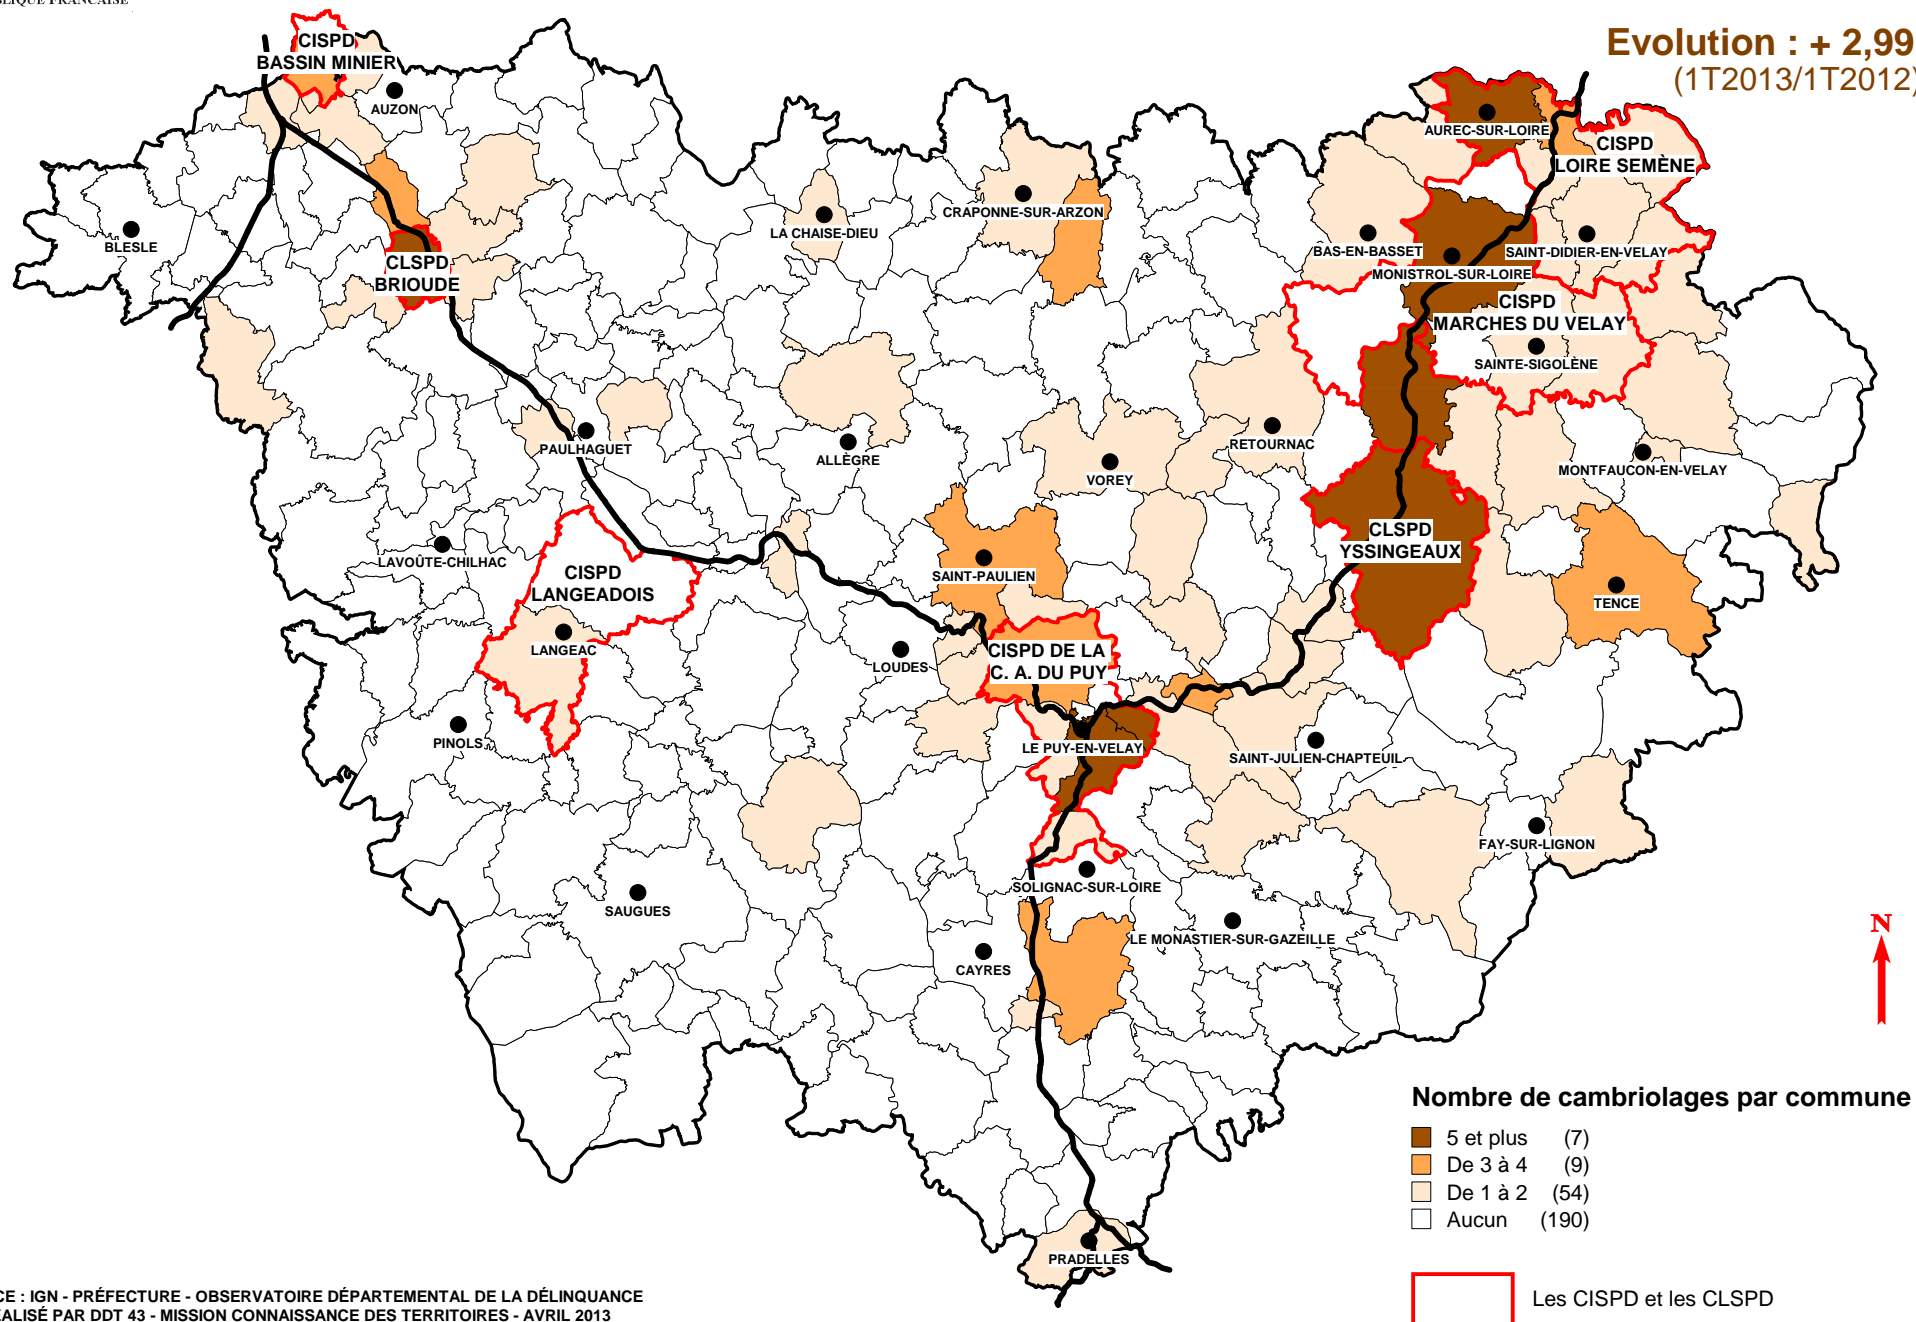 Evolution : + 2,99
(1T2013/1T2012)
CISPD
BASSIN MINIER
AUZON
AUREC-SUR-LOIRE
CISPD
LOIRE SEMÈNE
BLESLE
LA CHAISE-DIEU
CRAPONNE-SUR-ARZON
BAS-EN-BASSET
SAINT-DIDIER-EN-VELAY
MONISTROL-SUR-LOIRE
CLSPD
BRIOUDE
CISPD
MARCHES DU VELAY
SAINTE-SIGOLÈNE
PAULHAGUET
ALLÈGRE
VOREY
RETOURNAC
MONTFAUCON-EN-VELAY
CLSPD
YSSINGEAUX
LAVOÛTE-CHILHAC
CISPD
LANGEADOIS
SAINT-PAULIEN
TENCE
LANGEAC
LOUDES
CISPD DE LA
C. A. DU PUY
PINOLS
LE PUY-EN-VELAY
SAINT-JULIEN-CHAPTEUIL
FAY-SUR-LIGNON
SOLIGNAC-SUR-LOIRE
SAUGUES
LE MONASTIER-SUR-GAZEILLE
CAYRES
N
PRADELLES
Nombre de cambriolages par commune
5 et plus (7)
De 3 à 4 (9)
De 1 à 2 (54)
Aucun (190)
Les CISPD et les CLSPD
CE : IGN - PRÉFECTURE - OBSERVATOIRE DÉPARTEMENTAL DE LA DÉLINQUANCE
ÉALISÉ PAR DDT 43 - MISSION CONNAISSANCE DES TERRITOIRES - AVRIL 2013